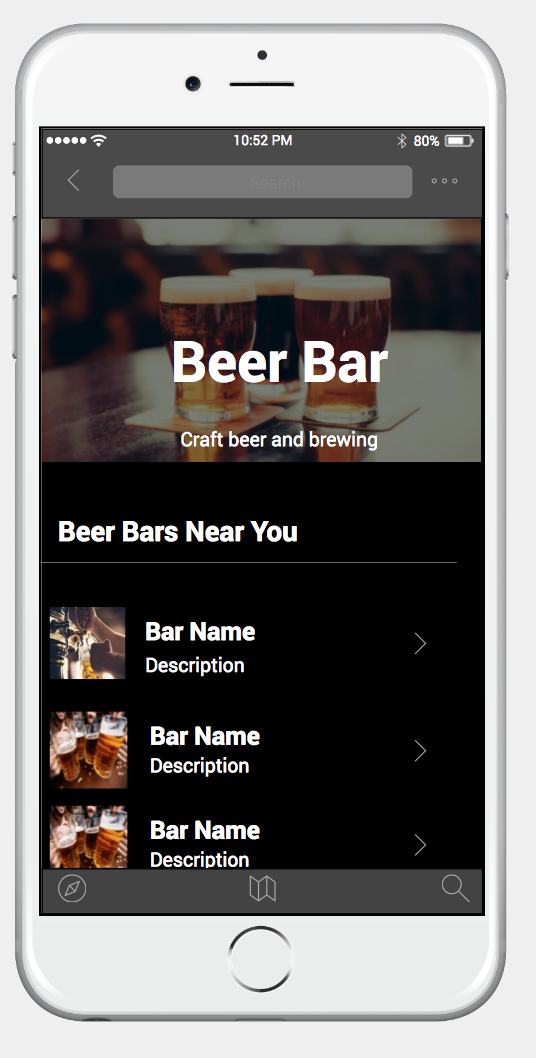 10:52 PM
80%
Search
Beer Bar
Craft beer and brewing
Beer Bars Near You
Bar Name
Description
Bar Name
Description
Bar Name
Description